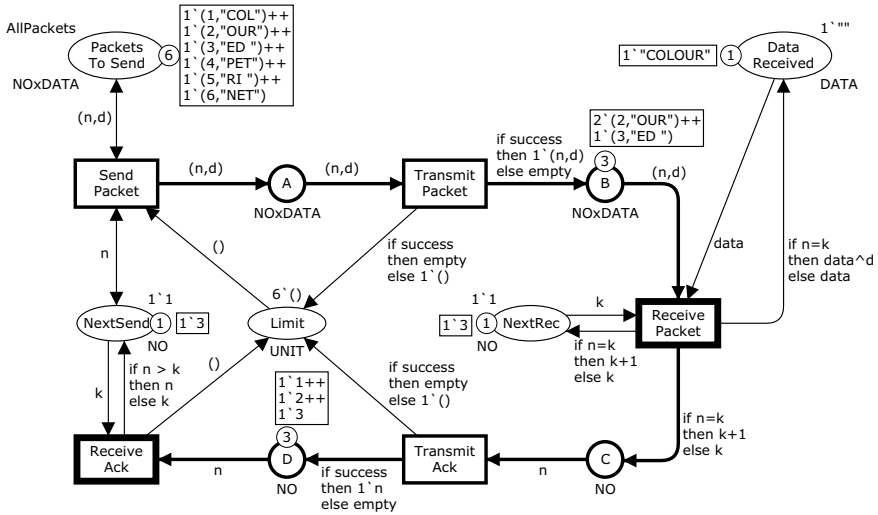 AllPackets
Packets
To Send
6
NOxDATA
1`(1,"COL")++
1`(2,"OUR")++
1`(3,"ED ")++
1`(4,"PET")++
1`(5,"RI ")++
1`(6,"NET")
1`""
1`"COLOUR"
1
Data
Received
DATA
(n,d)
Send
Packet
(n,d)
A
NOxDATA
(n,d)
Transmit
Packet
if success
then 1`(n,d)
else empty
2`(2,"OUR")++
1`(3,"ED ")
3
B
NOxDATA
(n,d)
n
()
if success
then empty
else 1`()
data
if n=k
then data^d
else data
1`1
NextSend
1
1`3
NO
6`()
Limit
UNIT
1`1
1`3
1
NextRec
NO
k
if n=k
then k+1
else k
Receive
Packet
k
if n > k
then n
else k
()
if success
then empty
else 1`()
1`1++
1`2++
1`3
3
D
NO
if n=k
then k+1
else k
Receive
Ack
n
if success
then 1`n
else empty
Transmit
Ack
n
C
NO